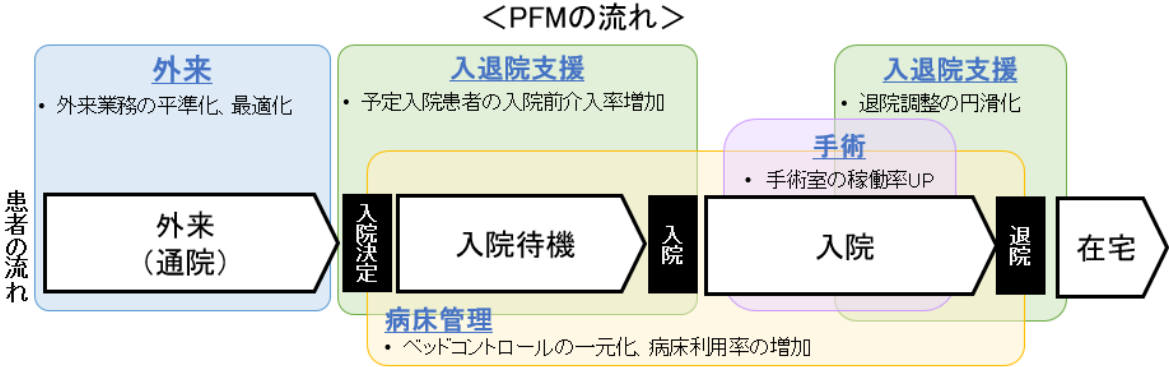 ＜PFMの流れ＞
外来
• 外来業務の平準化、最適化
入退院支援
• 予定入院患者の入院前介入率増加
入退院支援
• 退院調整の円滑化
手術
• 手術室の稼働率UP
患者の流れ
外来
（通院）
入院決定
入院待機
入院
入院
退院
在宅
病床管理
• ベッドコントロールの一元化、病床利用率の増加